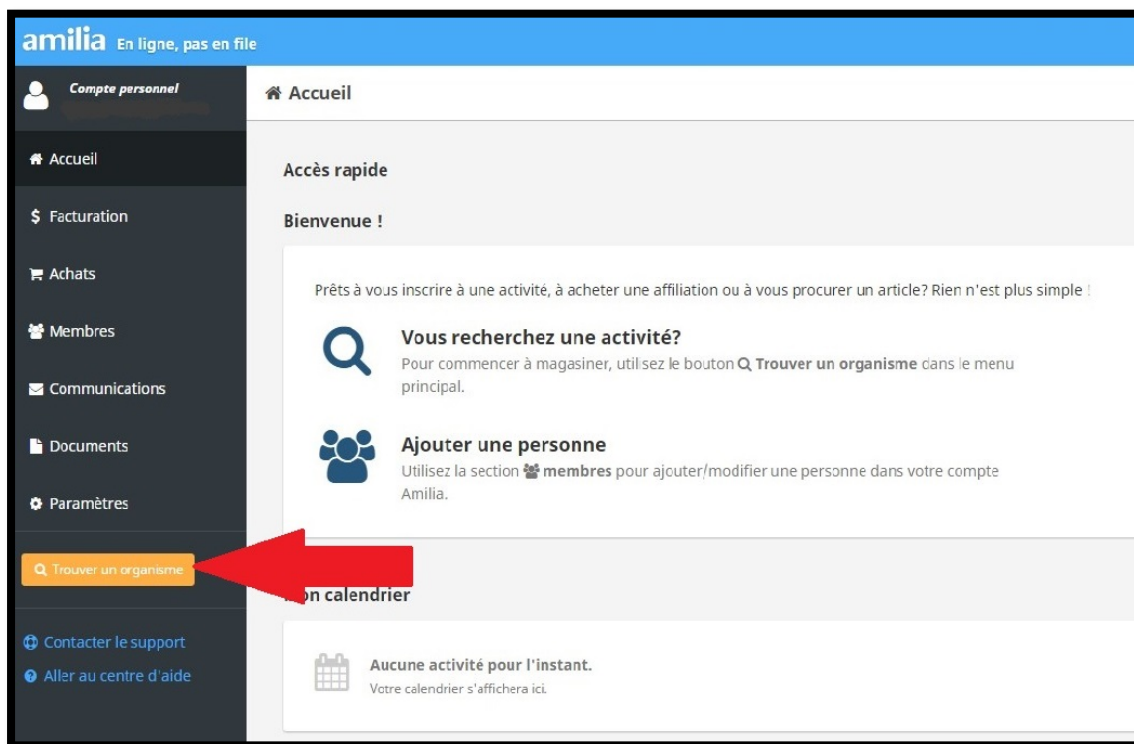 amilia En ligne, pas en file
Compte personnel
Accueil
Facturation
Achats
Membres
Communications
Documents
Paramètres
Trouver un organisme
Contacter le support
Aller au centre d'aide
Accueil
Accès rapide
Bienvenue !
Prêts à vous inscrire à une activité, à acheter une affiliation ou à vous procurer un article? Rien n'est plus simple !
Vous recherchez une activité?
Pour commencer à magasiner, utilisez le bouton Trouver un organisme dans le menu
principal.
Ajouter une personne
Utilisez la section membres pour ajouter/modifier une personne dans votre compte
Amilia.
on calendrier
Aucune activité pour l'instant.
Votre calendrier s'affichera ici.